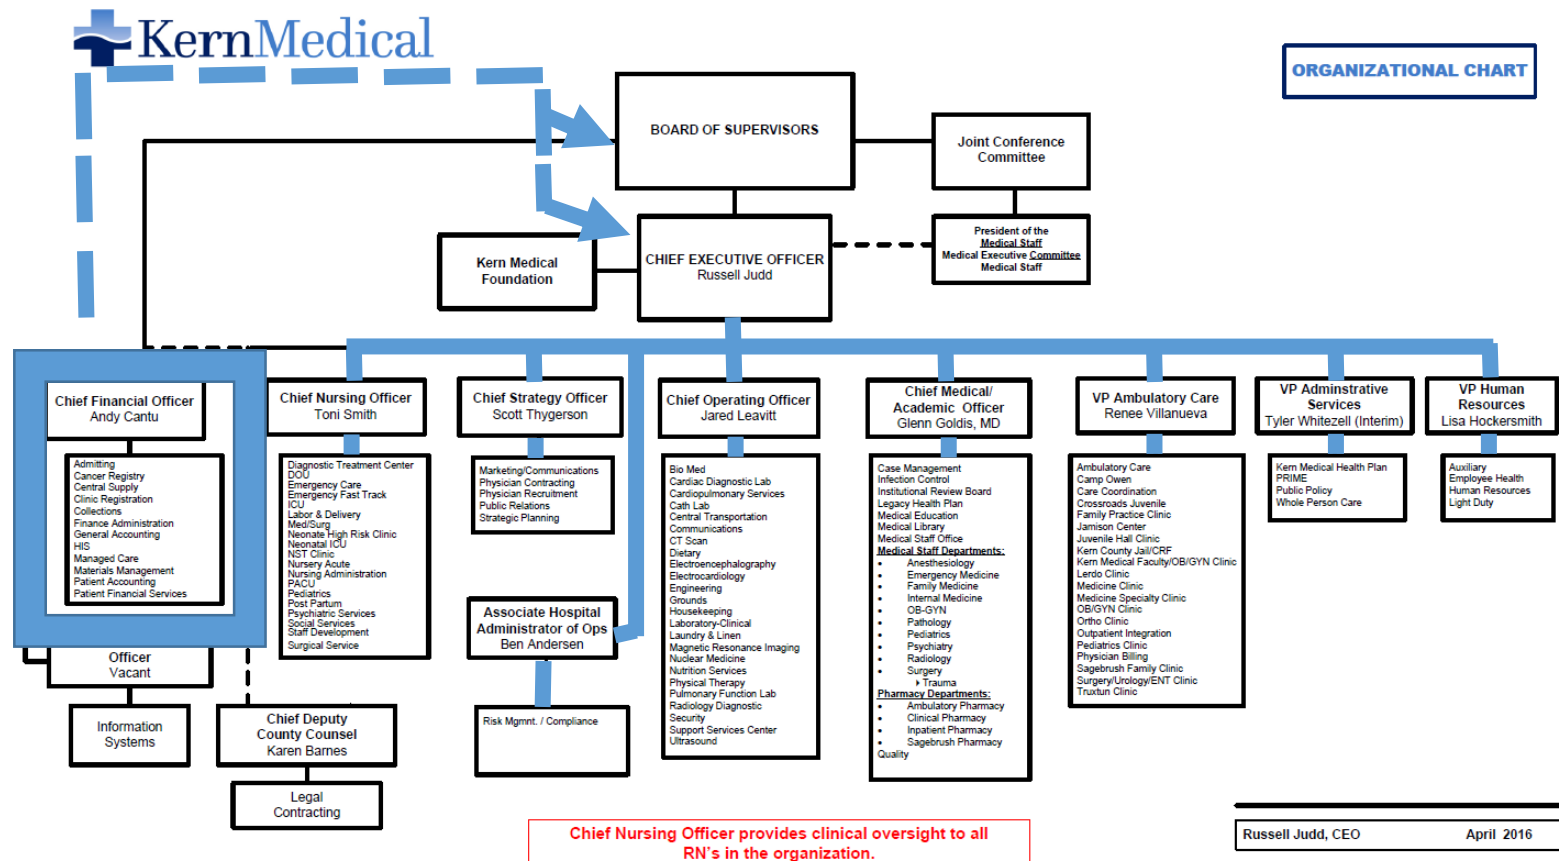 KernMedical
ORGANIZATIONAL CHART
BOARD OF SUPERVISORS
Joint Conference
Committee
President of the
Medical Staff
Medical Executive Committee
Medical Staff
Kern Medical
Foundation
CHIEF EXECUTIVE OFFICER
Russell Judd
Chief Financial Officer
Andy Cantu
Admitting
Cancer Registry
Central Supply
Clinic Registration
Collections
Finance Administration
General Accounting
HIS
Managed Care
Materials Management
Patient Accounting
Patient Financial Services
Officer
Vacant
Information
Systems
Chief Deputy
County Counsel
Karen Barnes
Legal
Contracting
Chief Nursing Officer
Toni Smith
Diagnostic Treatment Center
DOU
Emergency Care
Emergency Fast Track
ICU
Labor & Delivery
Med/Surg
Neonate High Risk Clinic
Neonatal ICU
NST Clinic
Nursery Acute
Nursing Administration
PACU
Pediatrics
Post Partum
Psychiatric Services
Social Services
Staff Development
Surgical Service
Chief Strategy Officer
Scott Thygerson
Marketing/Communications
Physician Contracting
Physician Recruitment
Public Relations
Strategic Planning
Associate Hospital
Administrator of Ops
Ben Andersen
Risk Mgmnt. / Compliance
Chief Operating Officer
Jared Leavitt
Bio Med
Cardiac Diagnostic Lab
Cardiopulmonary Services
Cath Lab
Central Transportation
Communications
CT Scan
Dietary
Electroencephalography
Electrocardiology
Engineering
Grounds
Housekeeping
Laboratory-Clinical
Laundry & Linen
Magnetic Resonance Imaging
Nuclear Medicine
Nutrition Services
Physical Therapy
Pulmonary Function Lab
Radiology Diagnostic
Security
Support Services Center
Ultrasound
Chief Medical/
Academic Officer
Glenn Goldis, MD
Case Management
Infection Control
Institutional Review Board
Legacy Health Plan
Medical Education
Medical Library
Medical Staff Office
Medical Staff Departments:
• Anesthesiology
• Emergency Medicine
• Family Medicine
• Internal Medicine
• OB-GYN
• Pathology
• Pediatrics
• Psychiatry
• Radiology
• Surgery
Trauma
Pharmacy Departments:
• Ambulatory Pharmacy
• Clinical Pharmacy
• Inpatient Pharmacy
• Sagebrush Pharmacy
Quality
VP Ambulatory Care
Renee Villanueva
Ambulatory Care
Camp Owen
Care Coordination
Crossroads Juvenile
Family Practice Clinic
Jamison Center
Juvenile Hall Clinic
Kern County Jail/CRF
Kern Medical Faculty/OB/GYN Clinic
Lerdo Clinic
Medicine Clinic
Medicine Specialty Clinic
OB/GYN Clinic
Ortho Clinic
Outpatient Integration
Pediatrics Clinic
Physician Billing
Sagebrush Family Clinic
Surgery/Urology/ENT Clinic
Truxtun Clinic
VP Adminstrative
Services
Tyler Whitezell (Interim)
Kern Medical Health Plan
PRIME
Public Policy
Whole Person Care
VP Human
Resources
Lisa Hockersmith
Auxiliary
Employee Health
Human Resources
Light Duty
Chief Nursing Officer provides clinical oversight to all
RN's in the organization.
Russell Judd, CEO April 2016